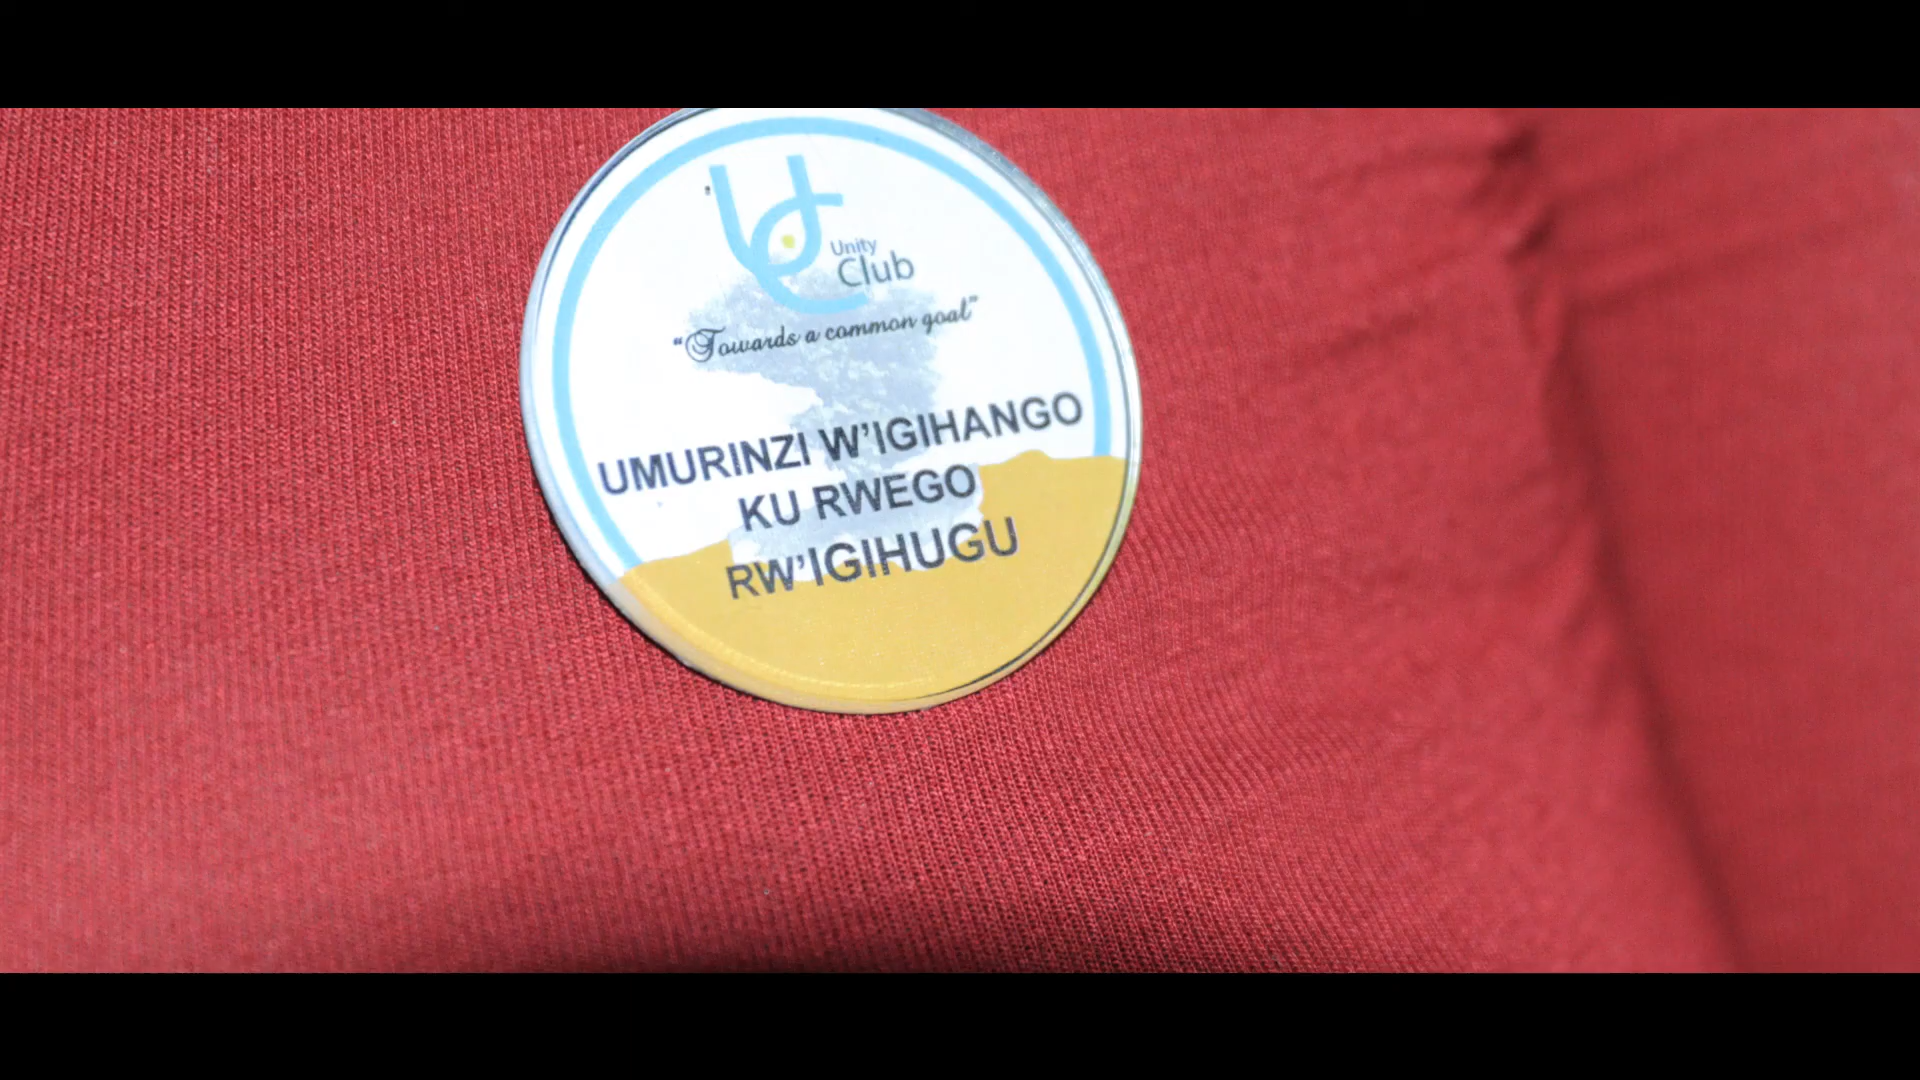 Unity
Club
“Towards a common goal”
UMURINZI W’IGIHANGO
KU RWEGO
RW’IGIHUGU